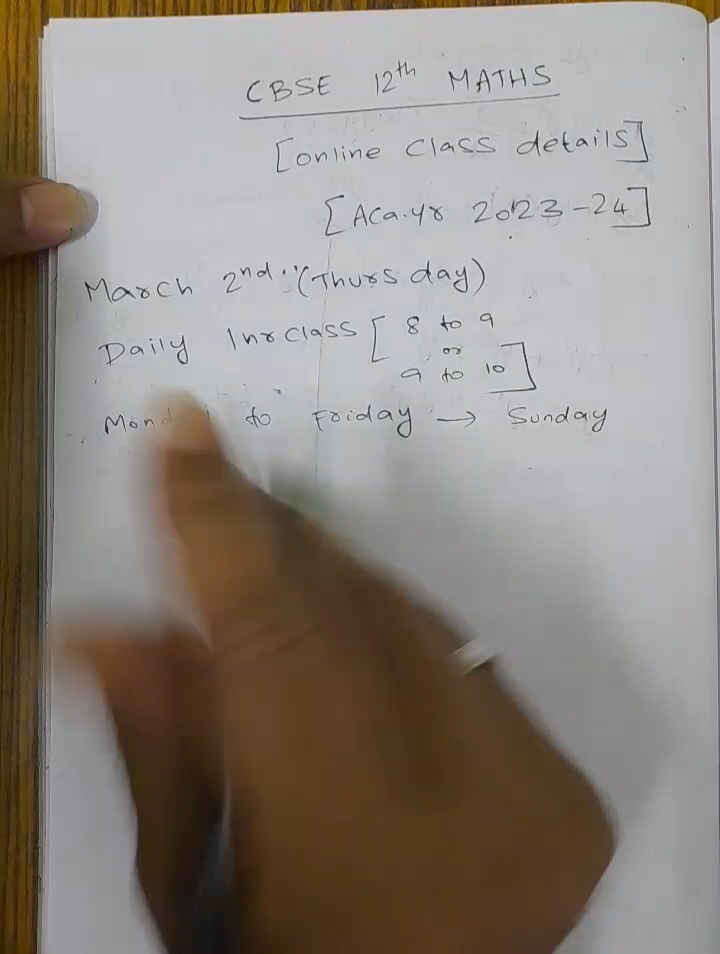 CBSE 12th MATHS
[online class details]
[Aca.yr 2023-24]
March 2nd. (Thursday)
Daily 1hr class [ 8 to 9
or
9 to 10 ]
to Friday → Sunday